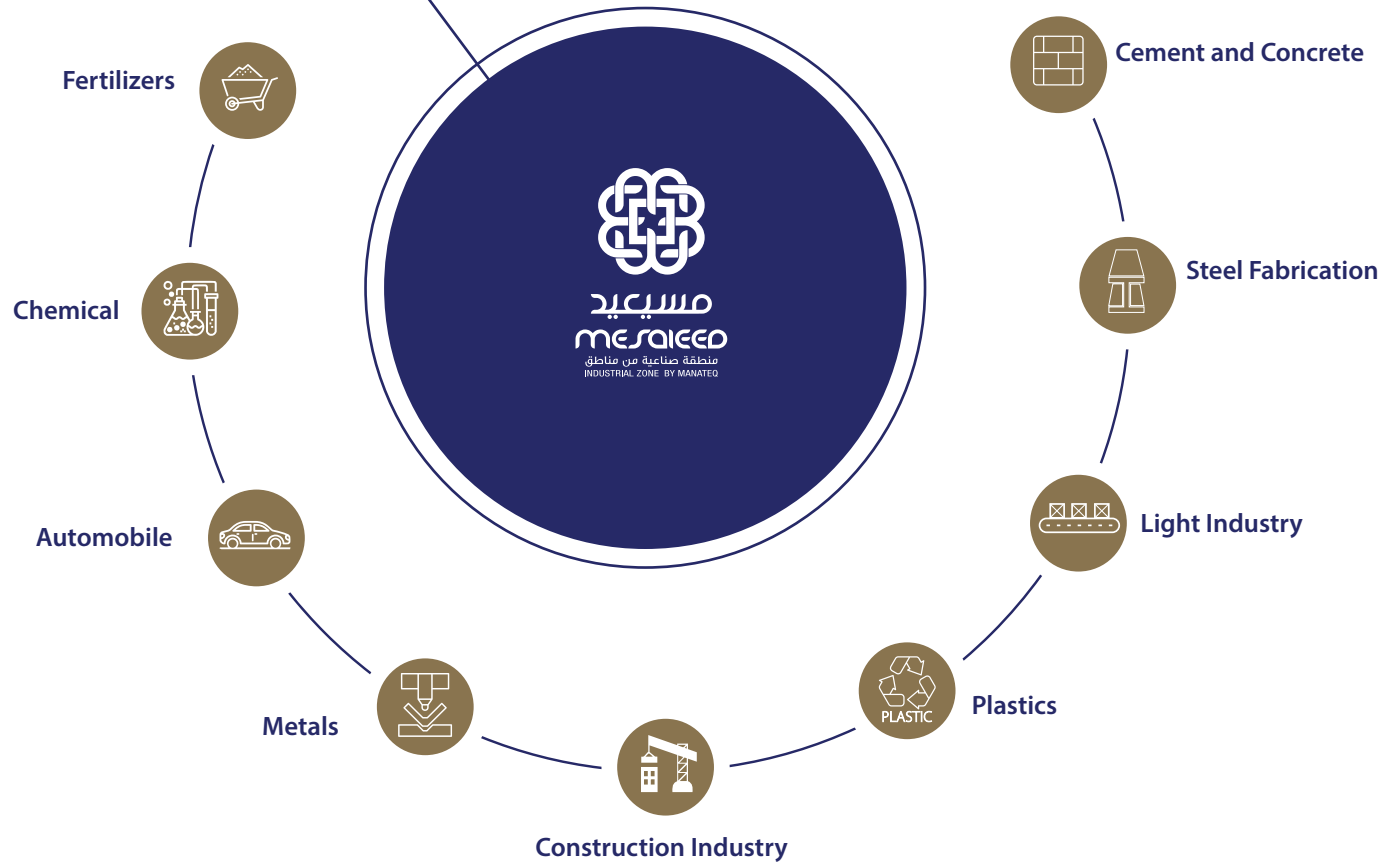 Fertilizers
Cement and Concrete
Chemical
Steel Fabrication
مسيعيد
mesaieed
منطقة صناعية من مناطق
INDUSTRIAL ZONE BY MANATEQ
Automobile
Light Industry
Metals
PLASTIC
Plastics
Construction Industry